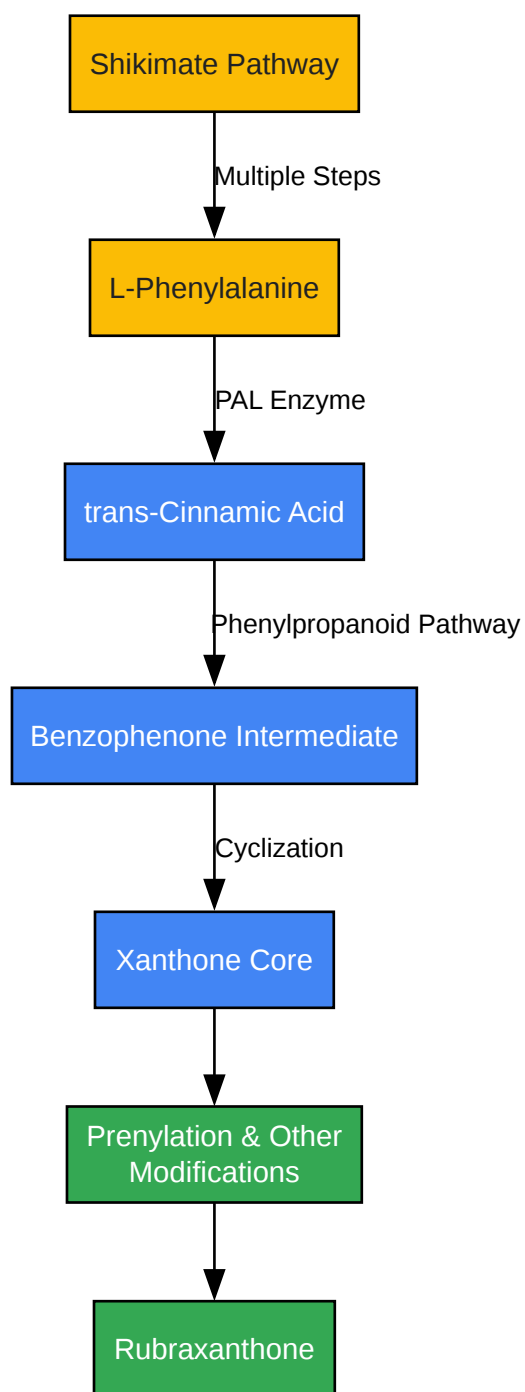 Shikimate Pathway
Multiple Steps
L-Phenylalanine
PAL Enzyme
trans-Cinnamic Acid
Phenylpropanoid Pathway
Benzophenone Intermediate
Cyclization
Xanthone Core
Prenylation & Other
Modifications
Rubraxanthone